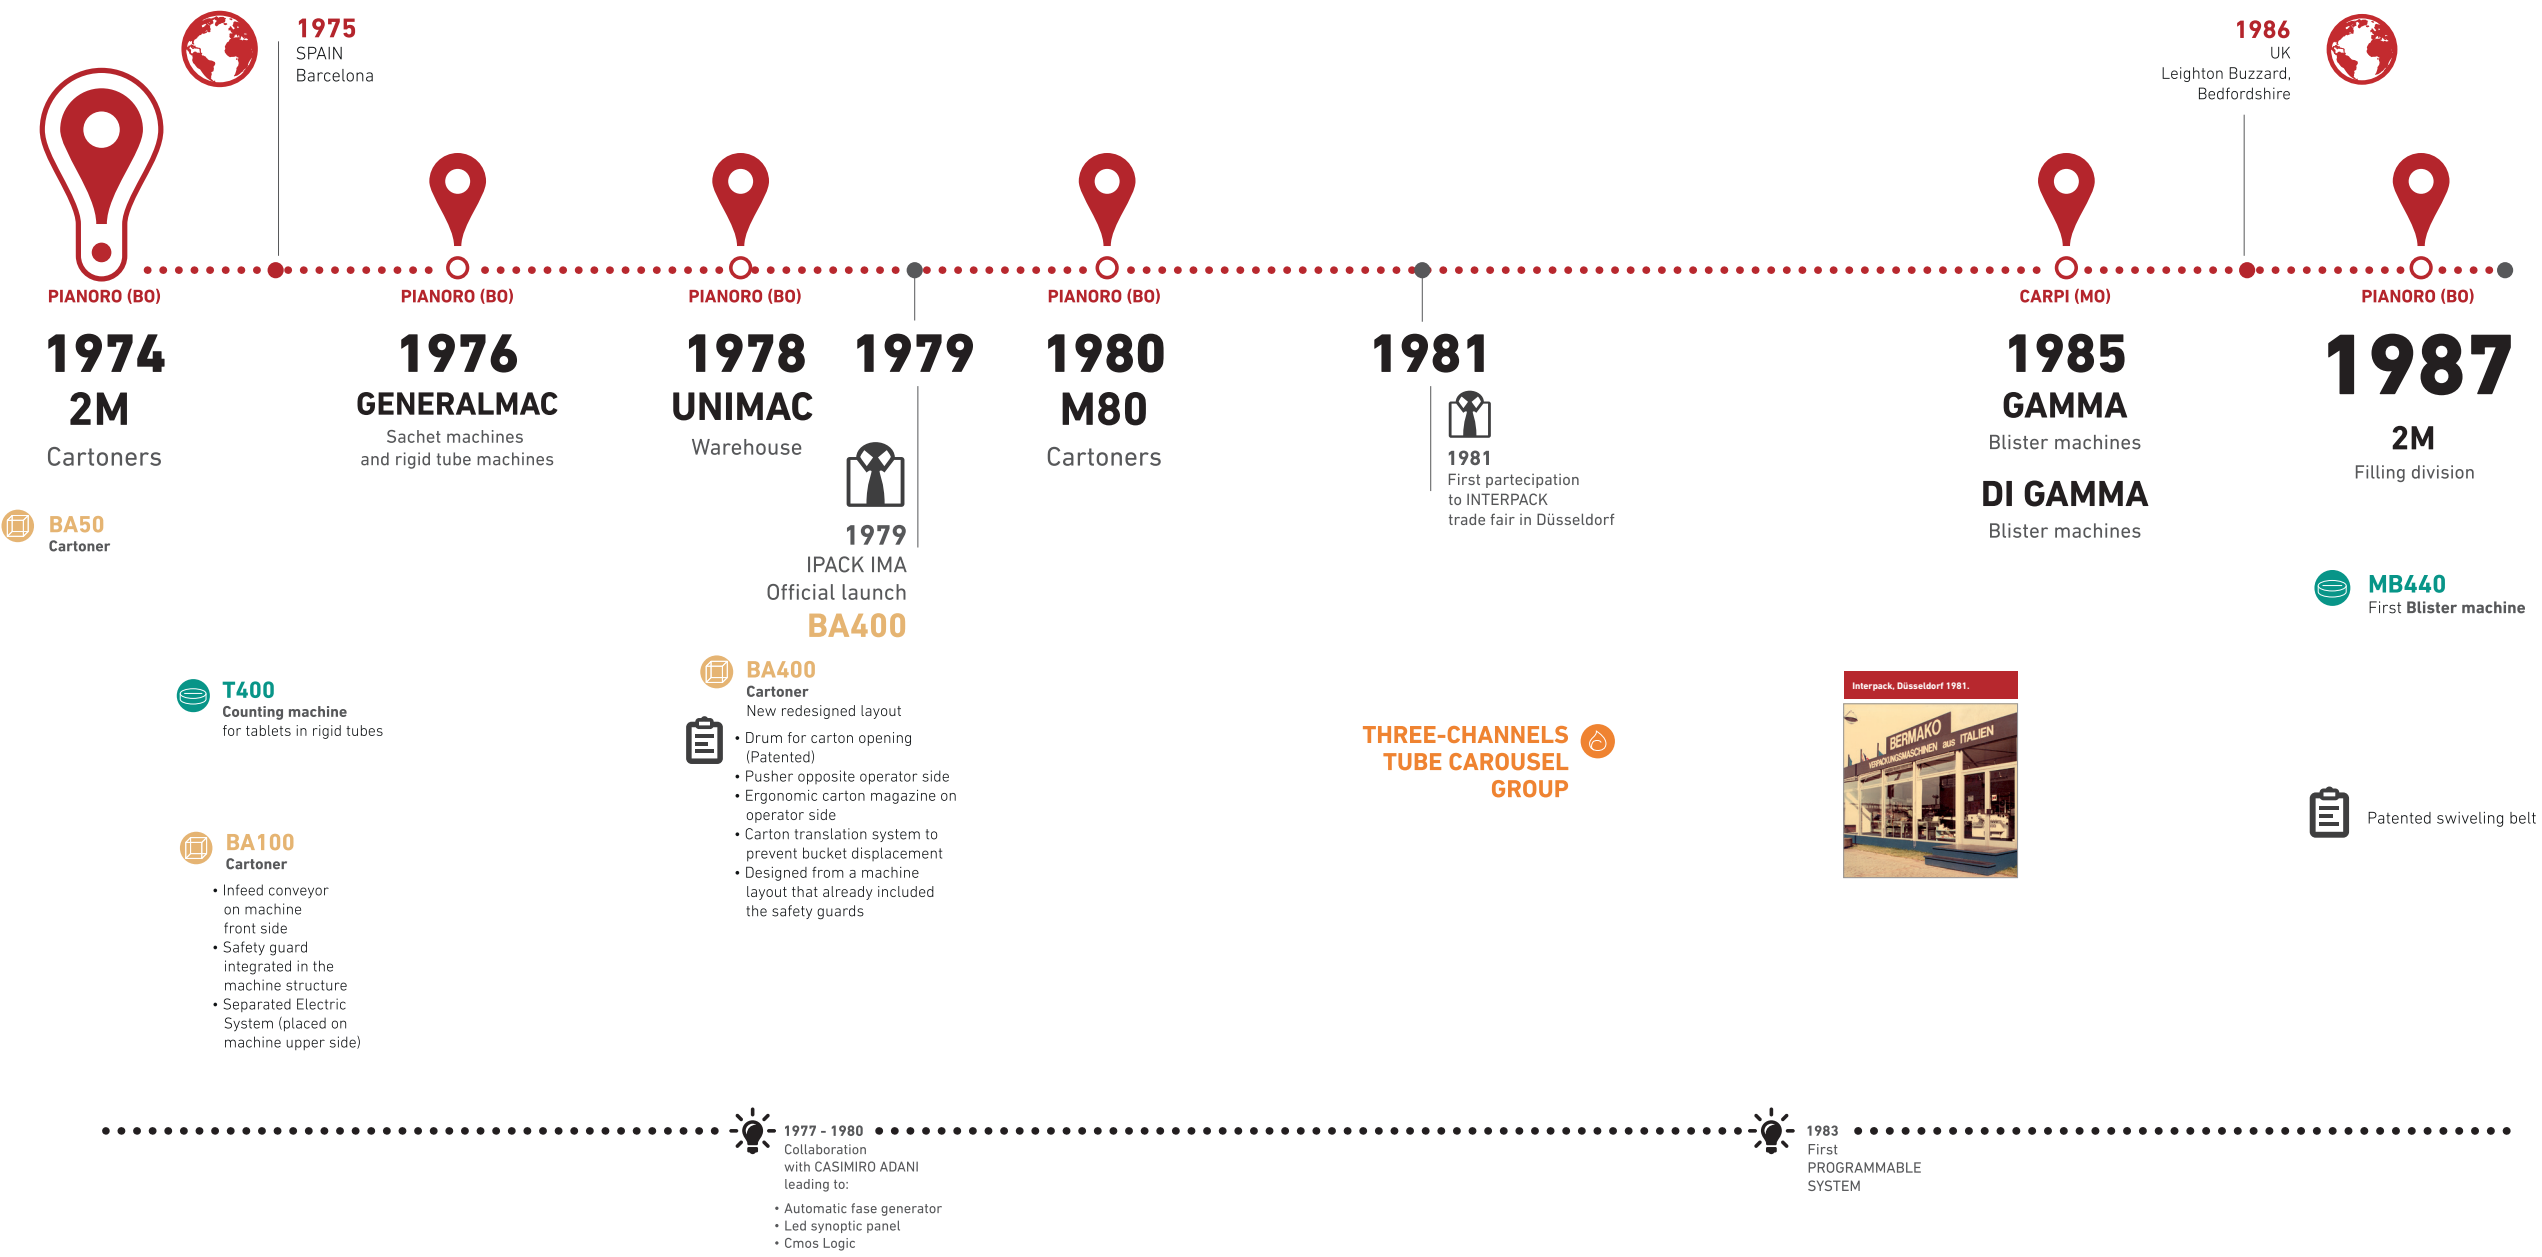 1975
SPAIN
Barcelona
1986
UK
Leighton Buzzard,
Bedfordshire
PIANORO (BO)
1974
2M
Cartoners
PIANORO (BO)
1976
GENERALMAC
Sachet machines
and rigid tube machines
PIANORO (BO)
1978
UNIMAC
Warehouse
1979
1979
IPACK IMA
Official launch
BA400
PIANORO (BO)
1980
M80
Cartoners
1981
1981
First partecipation
to INTERPACK
trade fair in Düsseldorf
CARPI (MO)
1985
GAMMA
Blister machines
DI GAMMA
Blister machines
PIANORO (BO)
1987
2M
Filling division
BA50
Cartoner
T400
Counting machine
for tablets in rigid tubes
BA100
Cartoner
• Infeed conveyor
on machine
front side
• Safety guard
integrated in the
machine structure
• Separated Electric
System (placed on
machine upper side)
BA400
Cartoner
New redesigned layout
• Drum for carton opening
(Patented)
• Pusher opposite operator side
• Ergonomic carton magazine on
operator side
• Carton translation system to
prevent bucket displacement
• Designed from a machine
layout that already included
the safety guards
THREE-CHANNELS
TUBE CAROUSEL
GROUP
Interpack, Düsseldorf 1981.
BERMAKO
VERPACKUNGSMASCHINEN aus ITALIEN
MB440
First Blister machine
Patented swiveling belt
1977 - 1980
Collaboration
with CASIMIRO ADANI
leading to:
• Automatic fase generator
• Led synoptic panel
• Cmos Logic
1983
First
PROGRAMMABLE
SYSTEM